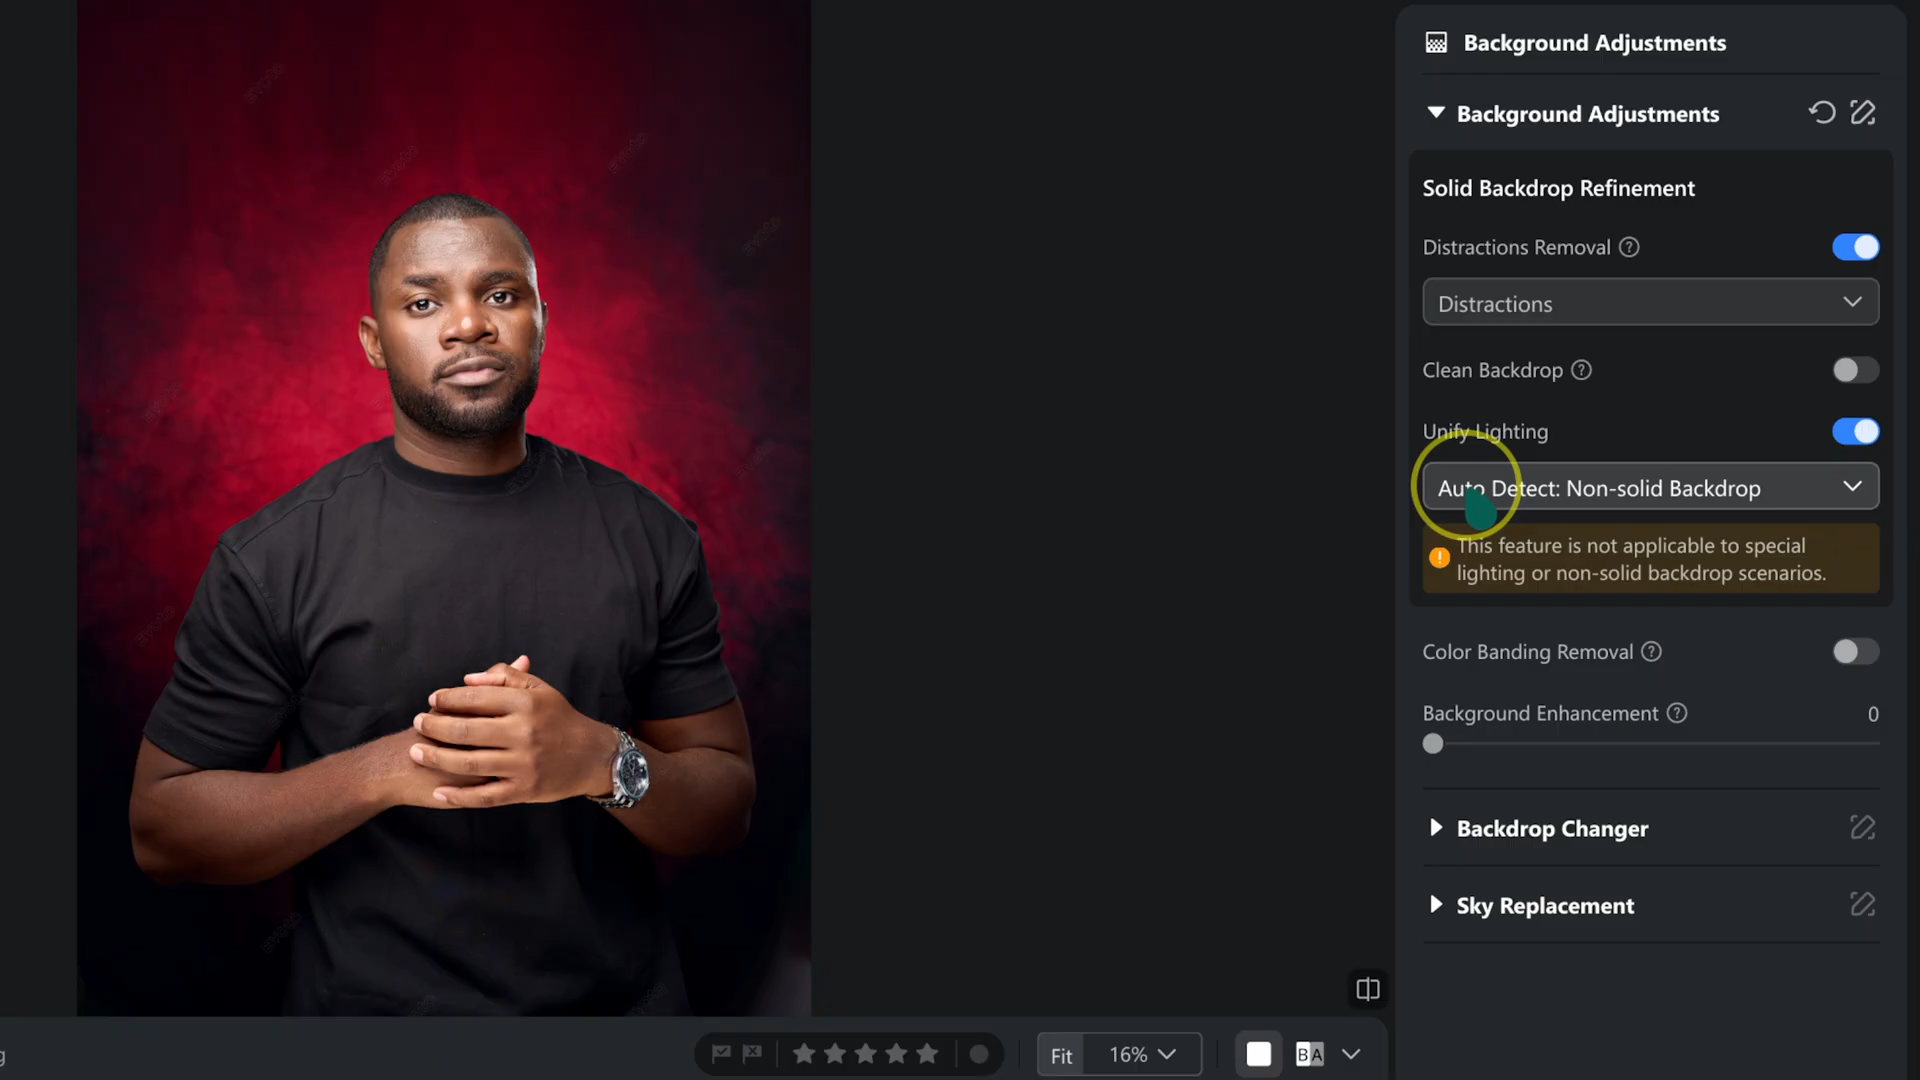 Background Adjustments
Background Adjustments
Solid Backdrop Refinement
Distractions Removal ?
Distractions
Clean Backdrop ?
Unify Lighting
Auto Detect: Non-solid Backdrop
! This feature is not applicable to special
lighting or non-solid backdrop scenarios.
Color Banding Removal ?
Background Enhancement ? 0
Backdrop Changer
Sky Replacement
g
Fit 16% B A